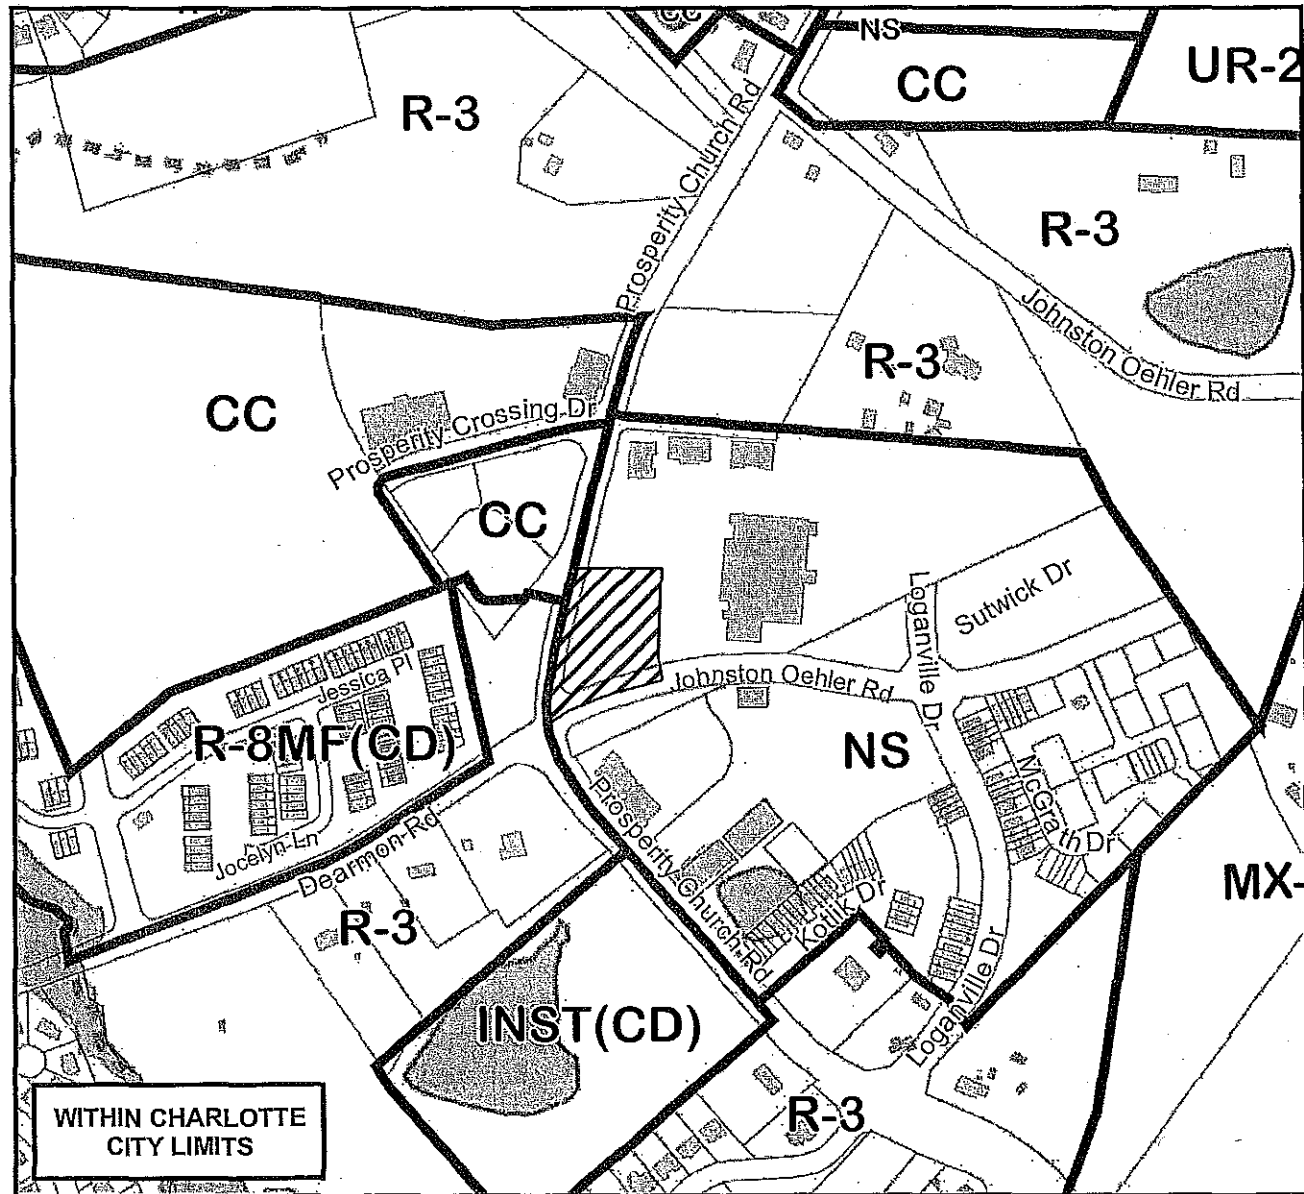 CC
NS
CC
UR-2
R-3
Prosperity Church Rd
R-3
Johnston Oehler Rd
R-3
CC
Prosperity Crossing Dr
CC
Loganville Dr
Sutwick Dr
Jessica Pl
Johnston Oehler Rd
R-8MF(CD)
NS
McGrath Dr
Prosperity Church Rd
Jocelyn Ln
Dearmon Rd
MX-
R-3
Kotlik Dr
INST(CD)
Loganville Dr
R-3
WITHIN CHARLOTTE
CITY LIMITS